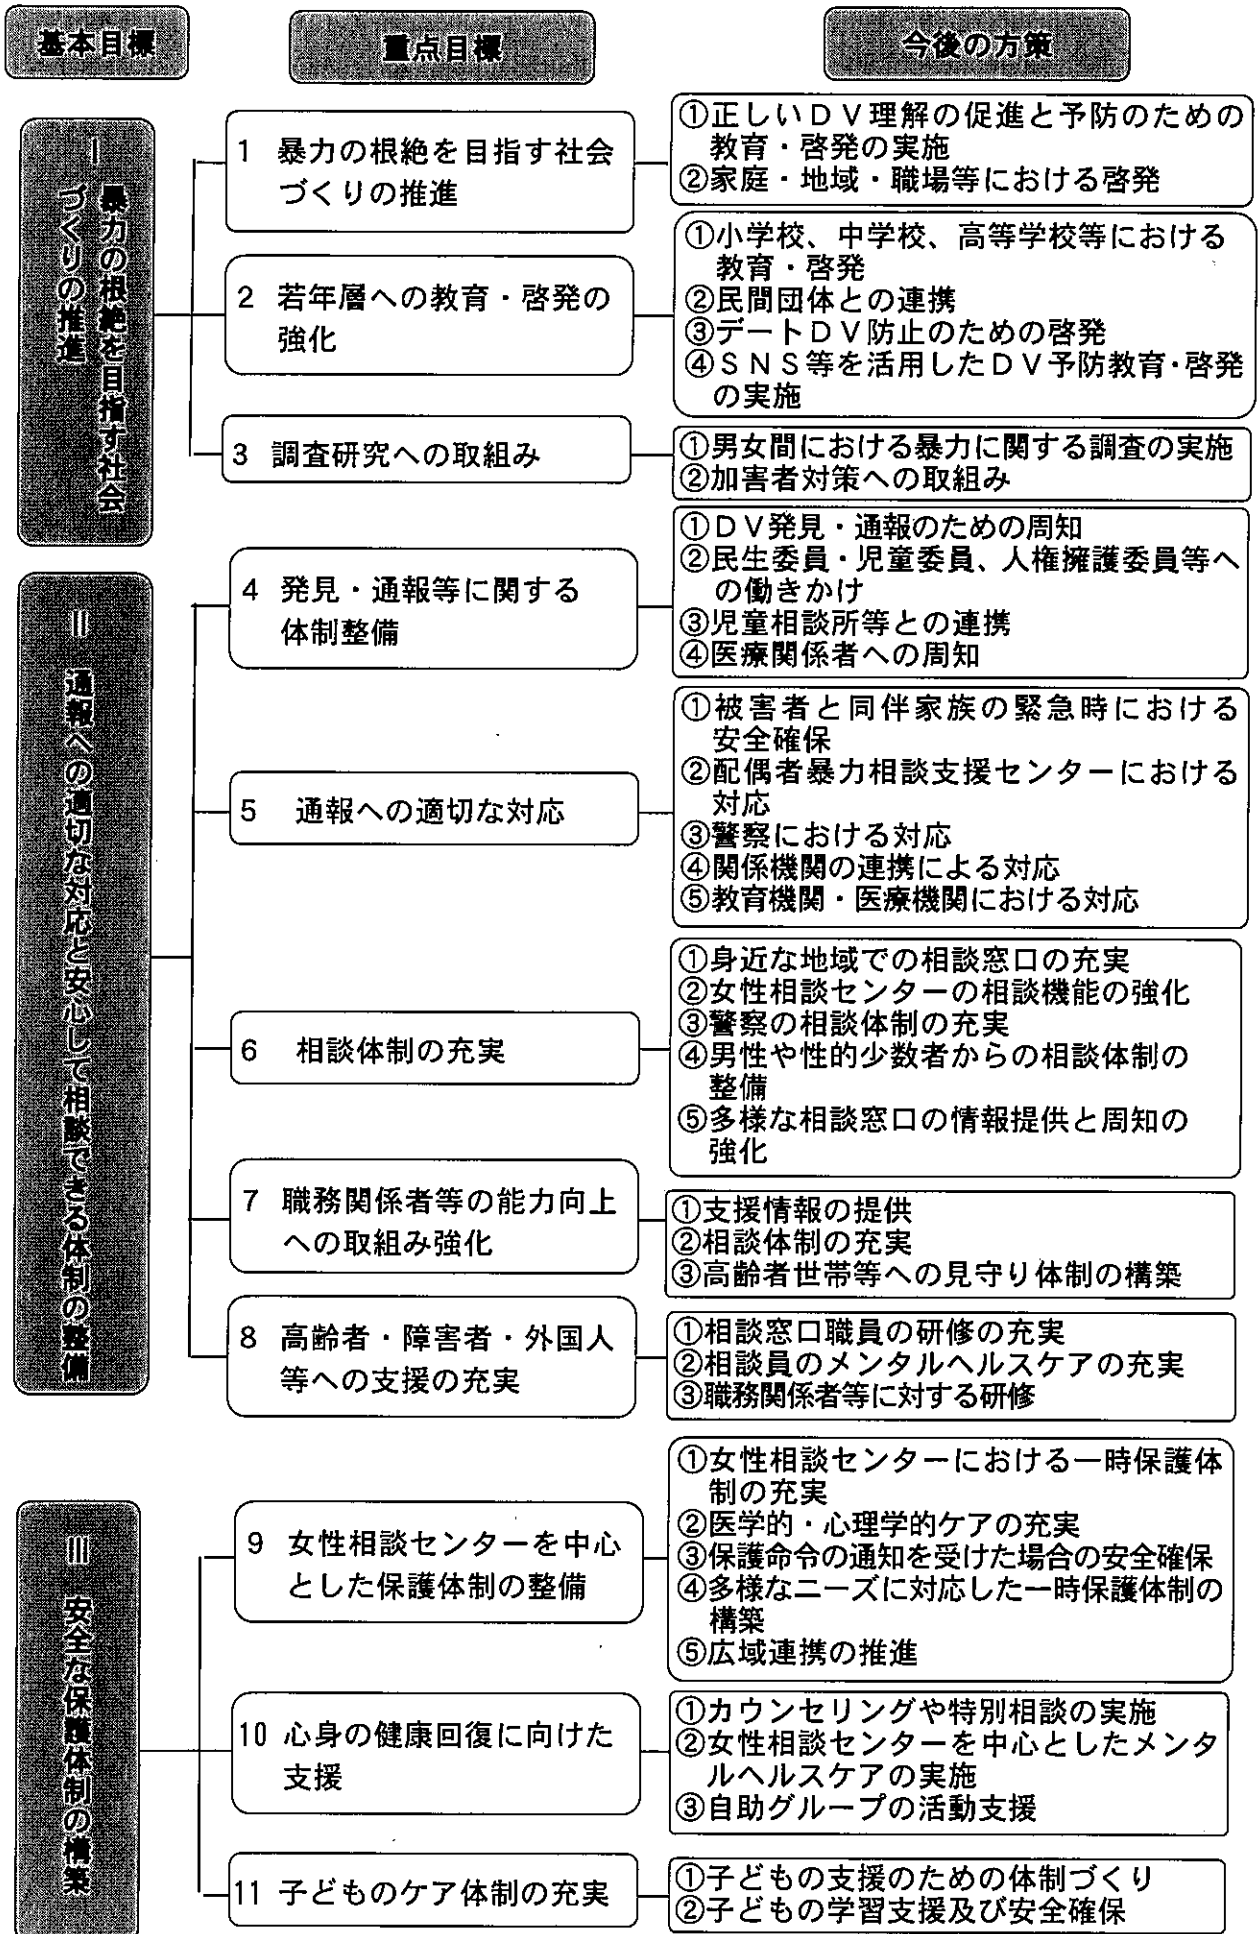 基本目標
重点目標
今後の方策
Ⅰ 暴力の根絶を目指す社会
づくりの推進
1 暴力の根絶を目指す社会
づくりの推進
①正しいＤＶ理解の促進と予防のための
教育・啓発の実施
②家庭・地域・職場等における啓発
2 若年層への教育・啓発の
強化
①小学校、中学校、高等学校等における
教育・啓発
②民間団体との連携
③デートＤＶ防止のための啓発
④ＳＮＳ等を活用したＤＶ予防教育・啓発
の実施
3 調査研究への取組み
①男女間における暴力に関する調査の実施
②加害者対策への取組み
Ⅱ 通報への適切な対応と安心して相談できる体制の整備
4 発見・通報等に関する
体制整備
①ＤＶ発見・通報のための周知
②民生委員・児童委員、人権擁護委員等へ
の働きかけ
③児童相談所等との連携
④医療関係者への周知
5 通報への適切な対応
①被害者と同伴家族の緊急時における
安全確保
②配偶者暴力相談支援センターにおける
対応
③警察における対応
④関係機関の連携による対応
⑤教育機関・医療機関における対応
6 相談体制の充実
①身近な地域での相談窓口の充実
②女性相談センターの相談機能の強化
③警察の相談体制の充実
④男性や性的少数者からの相談体制の
整備
⑤多様な相談窓口の情報提供と周知の
強化
7 職務関係者等の能力向上
への取組み強化
①支援情報の提供
②相談体制の充実
③高齢者世帯等への見守り体制の構築
8 高齢者・障害者・外国人
等への支援の充実
①相談窓口職員の研修の充実
②相談員のメンタルヘルスケアの充実
③職務関係者等に対する研修
Ⅲ 安全な保護体制の構築
9 女性相談センターを中心
とした保護体制の整備
①女性相談センターにおける一時保護体
制の充実
②医学的・心理学的ケアの充実
③保護命令の通知を受けた場合の安全確保
④多様なニーズに対応した一時保護体制の
構築
⑤広域連携の推進
10 心身の健康回復に向けた
支援
①カウンセリングや特別相談の実施
②女性相談センターを中心としたメンタ
ルヘルスケアの実施
③自助グループの活動支援
11 子どものケア体制の充実
①子どもの支援のための体制づくり
②子どもの学習支援及び安全確保